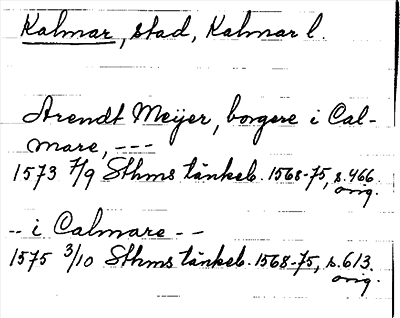 Kalmar, stad, Kalmar l.
Arendt Meijer, borgere i Cal-
mare, ---
1573 7/9 Sthms tänkeb. 1568-75, s. 466.
orig.
-- i Calmare --
1575 3/10 Sthms tänkeb. 1568-75, s. 613.
orig.